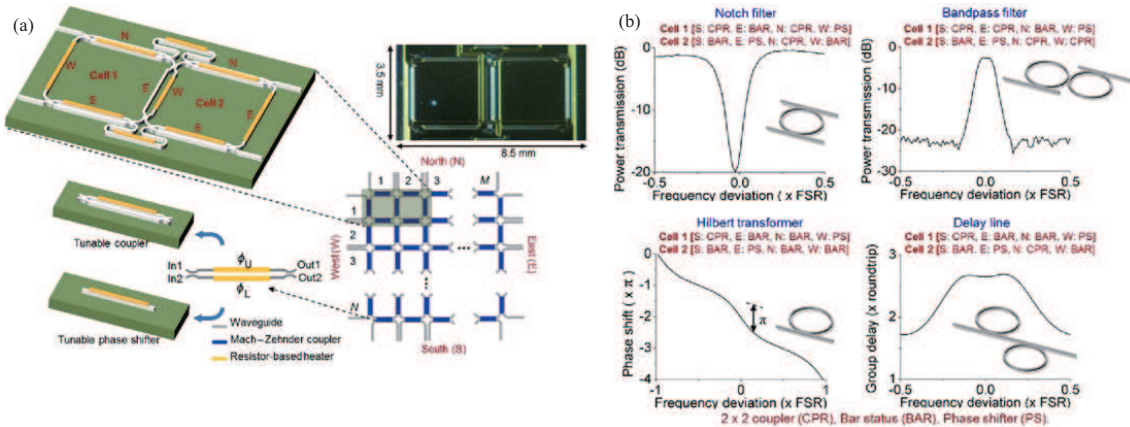 (a)
N
W
Cell 1
S
E
W
N
Cell 2
S
E
3.5 mm
8.5 mm
North (N)
1 2 3 M
1
2
3
N
West(W)
East (E)
South (S)
Tunable coupler
ϕU
In1 Out1
In2 Out2
ϕL
Tunable phase shifter
Waveguide
Mach–Zehnder coupler
Resistor-based heater
(b)
Notch filter
Cell 1 [S: CPR, E: BAR, N: CPR, W: PS]
Cell 2 [S: BAR, E: PS, N: CPR, W: BAR]
Power transmission (dB)
0
-10
-20
-0.5 0.0 0.5
Frequency deviation (x FSR)
Bandpass filter
Cell 1 [S: CPR, E: CPR, N: BAR, W: PS]
Cell 2 [S: BAR, E: PS, N: CPR, W: CPR]
Power transmission (dB)
0
-10
-20
-30
-0.5 0.0 0.5
Frequency deviation (x FSR)
Hilbert transformer
Cell 1 [S: CPR, E: BAR, N: BAR, W: PS]
Cell 2 [S: BAR, E: PS, N: CPR, W: BAR]
Phase shift ( x π )
0
-1
-2
-3
-4
π
-1 0 1
Frequency deviation (x FSR)
Delay line
Cell 1 [S: CPR, E: BAR, N: BAR, W: PS]
Cell 2 [S: BAR, E: PS, N: CPR, W: BAR]
Group delay (x roundtrip)
3
2
1
-0.5 0.0 0.5
Frequency deviation (x FSR)
2 x 2 coupler (CPR), Bar status (BAR). Phase shifter (PS).